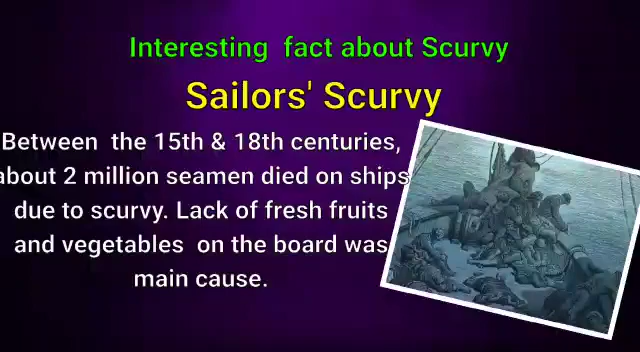 Interesting fact about Scurvy
Sailors' Scurvy
Between the 15th & 18th centuries,
about 2 million seamen died on ships
due to scurvy. Lack of fresh fruits
and vegetables on the board was
main cause.